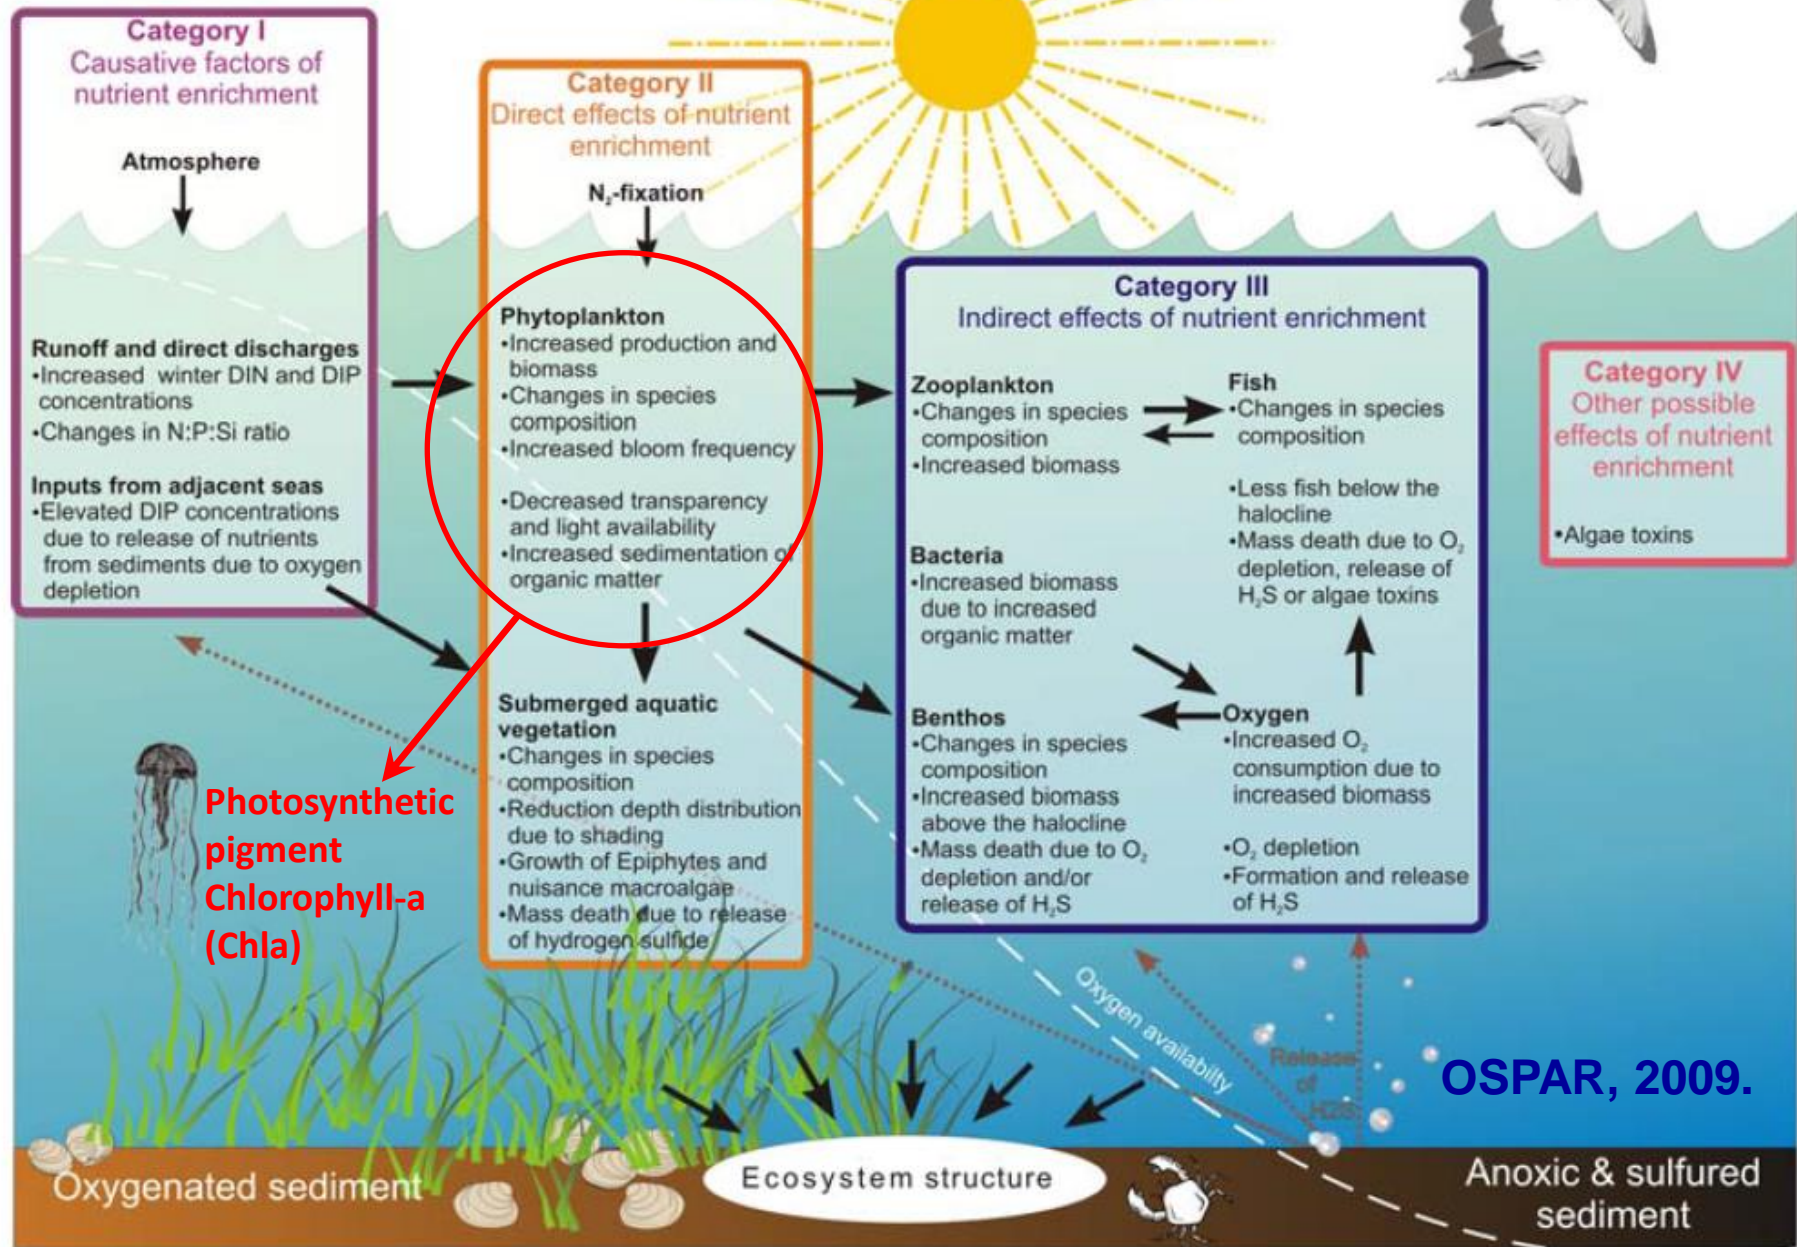 Category I
Causative factors of
nutrient enrichment
Atmosphere
Runoff and direct discharges
•Increased winter DIN and DIP
concentrations
•Changes in N:P:Si ratio
Inputs from adjacent seas
•Elevated DIP concentrations
due to release of nutrients
from sediments due to oxygen
depletion
Category II
Direct effects of nutrient
enrichment
N₂-fixation
Phytoplankton
•Increased production and
biomass
•Changes in species
composition
•Increased bloom frequency
•Decreased transparency
and light availability
•Increased sedimentation of
organic matter
Submerged aquatic
vegetation
•Changes in species
composition
•Reduction depth distribution
due to shading
•Growth of Epiphytes and
nuisance macroalgae
•Mass death due to release
of hydrogen sulfide
Photosynthetic
pigment
Chlorophyll-a
(Chla)
Category III
Indirect effects of nutrient enrichment
Zooplankton
•Changes in species
composition
•Increased biomass
Bacteria
•Increased biomass
due to increased
organic matter
Benthos
•Changes in species
composition
•Increased biomass
above the halocline
•Mass death due to O₂
depletion and/or
release of H₂S
Fish
•Changes in species
composition
•Less fish below the
halocline
•Mass death due to O₂
depletion, release of
H₂S or algae toxins
Oxygen
•Increased O₂
consumption due to
increased biomass
•O₂ depletion
•Formation and release
of H₂S
Category IV
Other possible
effects of nutrient
enrichment
•Algae toxins
Oxygen availabilty
Release
of
H2S
OSPAR, 2009.
Oxygenated sediment
Ecosystem structure
Anoxic & sulfured
sediment